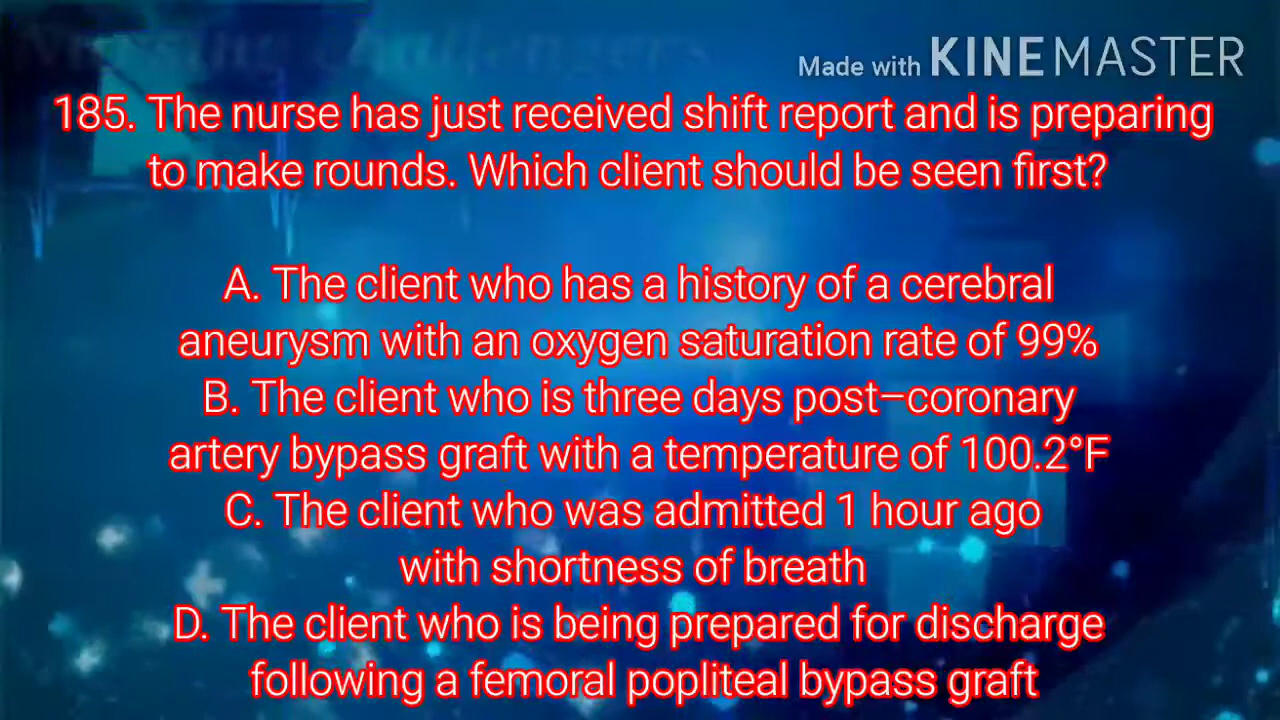 Nursing Challengers
Made with KINEMASTER
185. The nurse has just received shift report and is preparing
to make rounds. Which client should be seen first?
A. The client who has a history of a cerebral
aneurysm with an oxygen saturation rate of 99%
B. The client who is three days post–coronary
artery bypass graft with a temperature of 100.2°F
C. The client who was admitted 1 hour ago
with shortness of breath
D. The client who is being prepared for discharge
following a femoral popliteal bypass graft